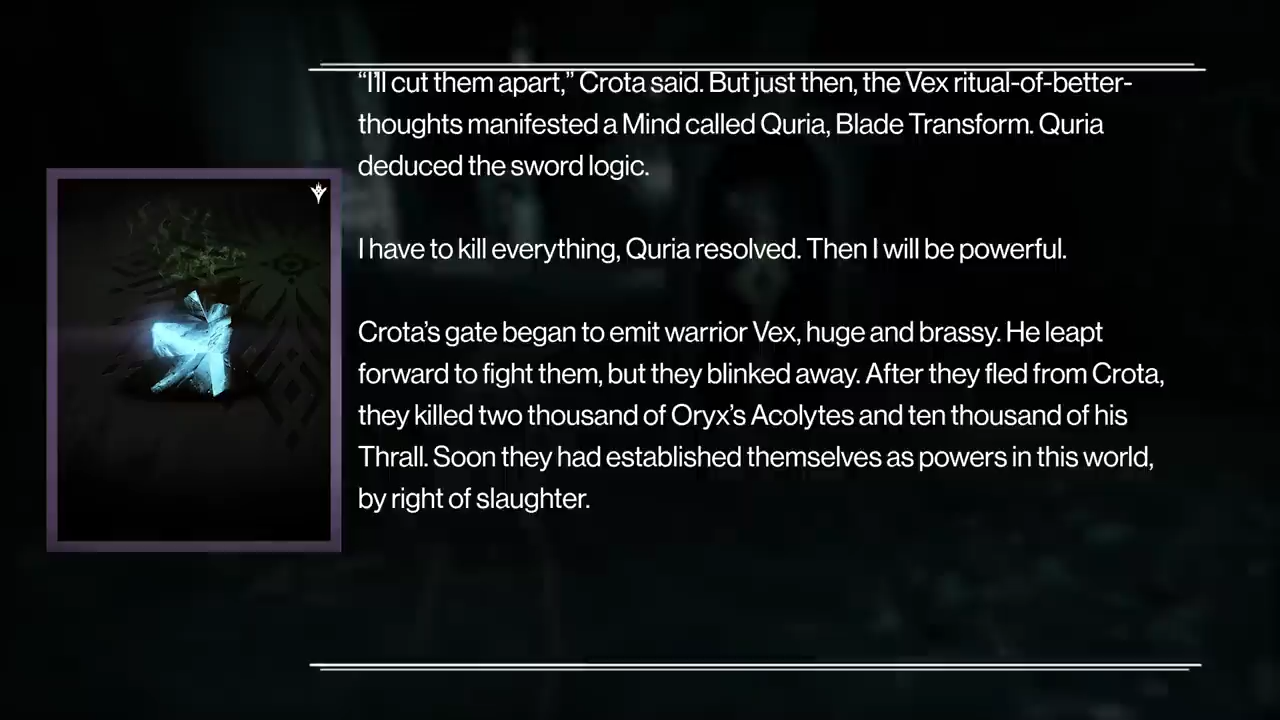 “I’ll cut them apart,” Crota said. But just then, the Vex ritual-of-better-
thoughts manifested a Mind called Quria, Blade Transform. Quria
deduced the sword logic.
I have to kill everything, Quria resolved. Then I will be powerful.
Crota’s gate began to emit warrior Vex, huge and brassy. He leapt
forward to fight them, but they blinked away. After they fled from Crota,
they killed two thousand of Oryx’s Acolytes and ten thousand of his
Thrall. Soon they had established themselves as powers in this world,
by right of slaughter.